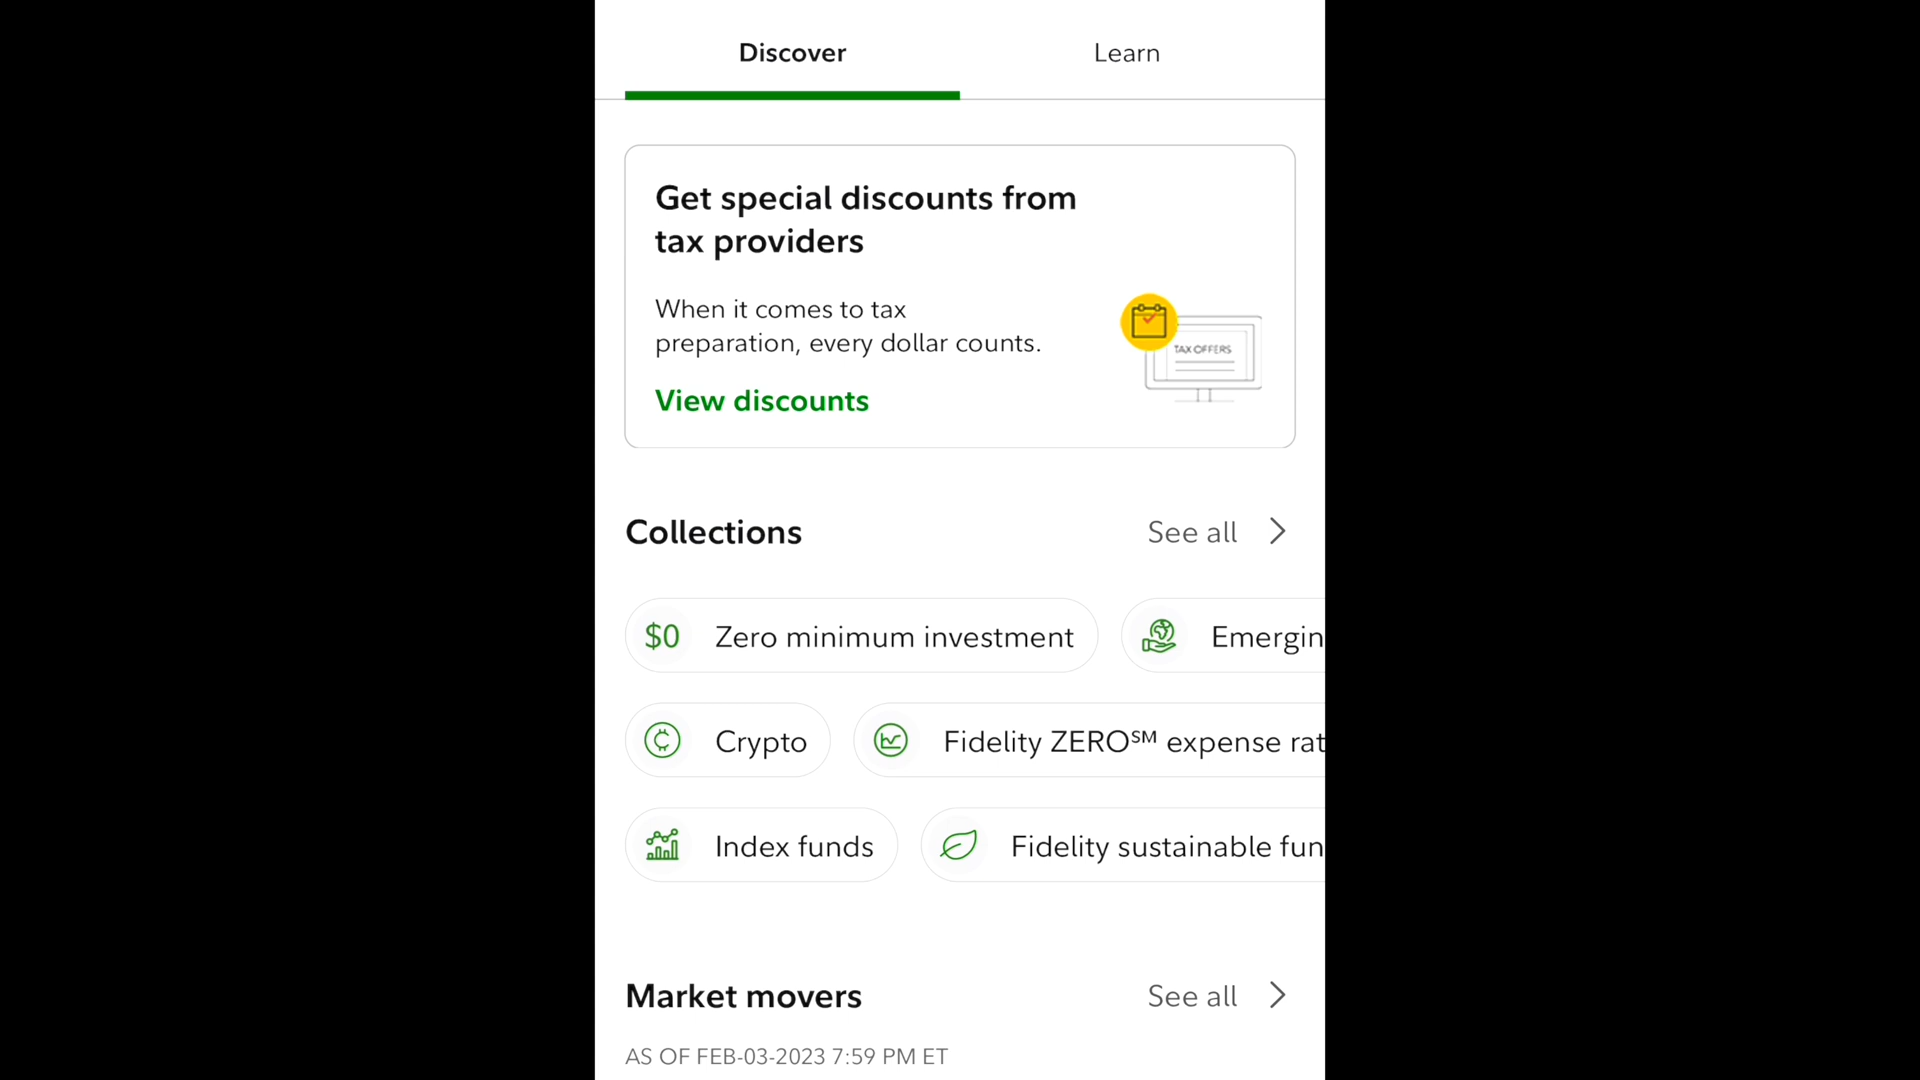 Discover
Learn
Get special discounts from
tax providers
When it comes to tax
preparation, every dollar counts.
TAX OFFERS
View discounts
Collections
See all
$0 Zero minimum investment
Emergin
Crypto
Fidelity ZERO℠ expense rat
Index funds
Fidelity sustainable fun
Market movers
See all
AS OF FEB-03-2023 7:59 PM ET